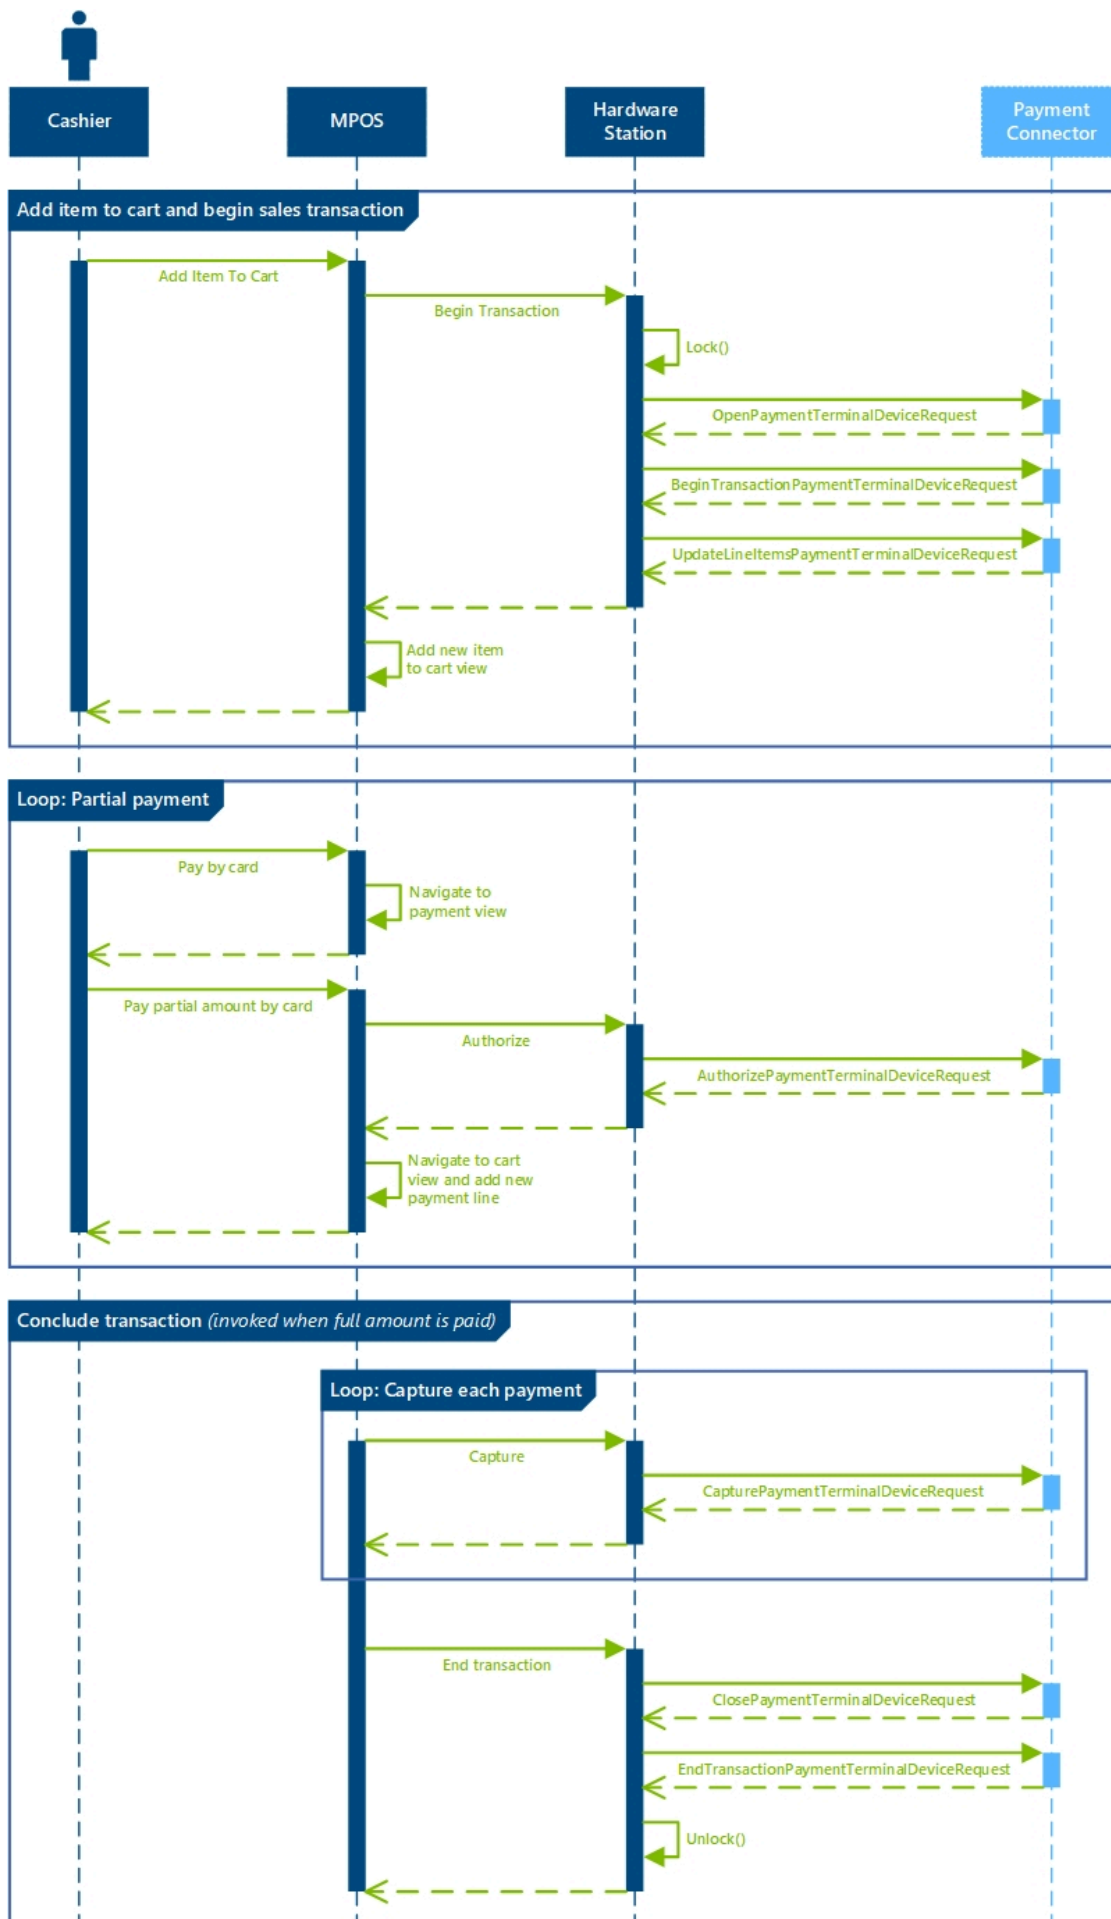 Cashier
MPOS
Hardware
Station
Payment
Connector
Add item to cart and begin sales transaction
Add Item To Cart
Begin Transaction
Lock()
OpenPaymentTerminalDeviceRequest
BeginTransactionPaymentTerminalDeviceRequest
UpdateLineItemsPaymentTerminalDeviceRequest
Add new item
to cart view
Loop: Partial payment
Pay by card
Navigate to
payment view
Pay partial amount by card
Authorize
AuthorizePaymentTerminalDeviceRequest
Navigate to cart
view and add new
payment line
Conclude transaction (invoked when full amount is paid)
Loop: Capture each payment
Capture
CapturePaymentTerminalDeviceRequest
End transaction
ClosePaymentTerminalDeviceRequest
EndTransactionPaymentTerminalDeviceRequest
Unlock()